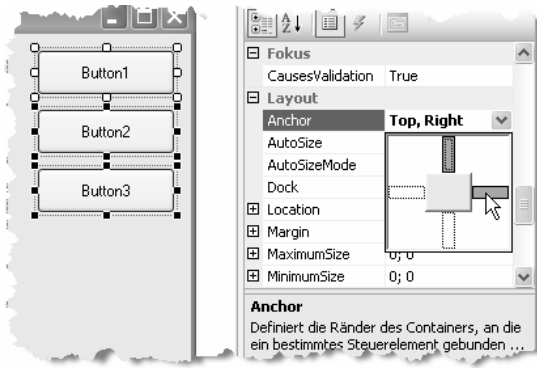 Button1
Button2
Button3
Fokus
CausesValidation True
Layout
Anchor Top, Right
AutoSize
AutoSizeMode
Dock
Location
Margin
MaximumSize 0; 0
MinimumSize 0; 0
Anchor
Definiert die Ränder des Containers, an die
ein bestimmtes Steuerelement gebunden ...